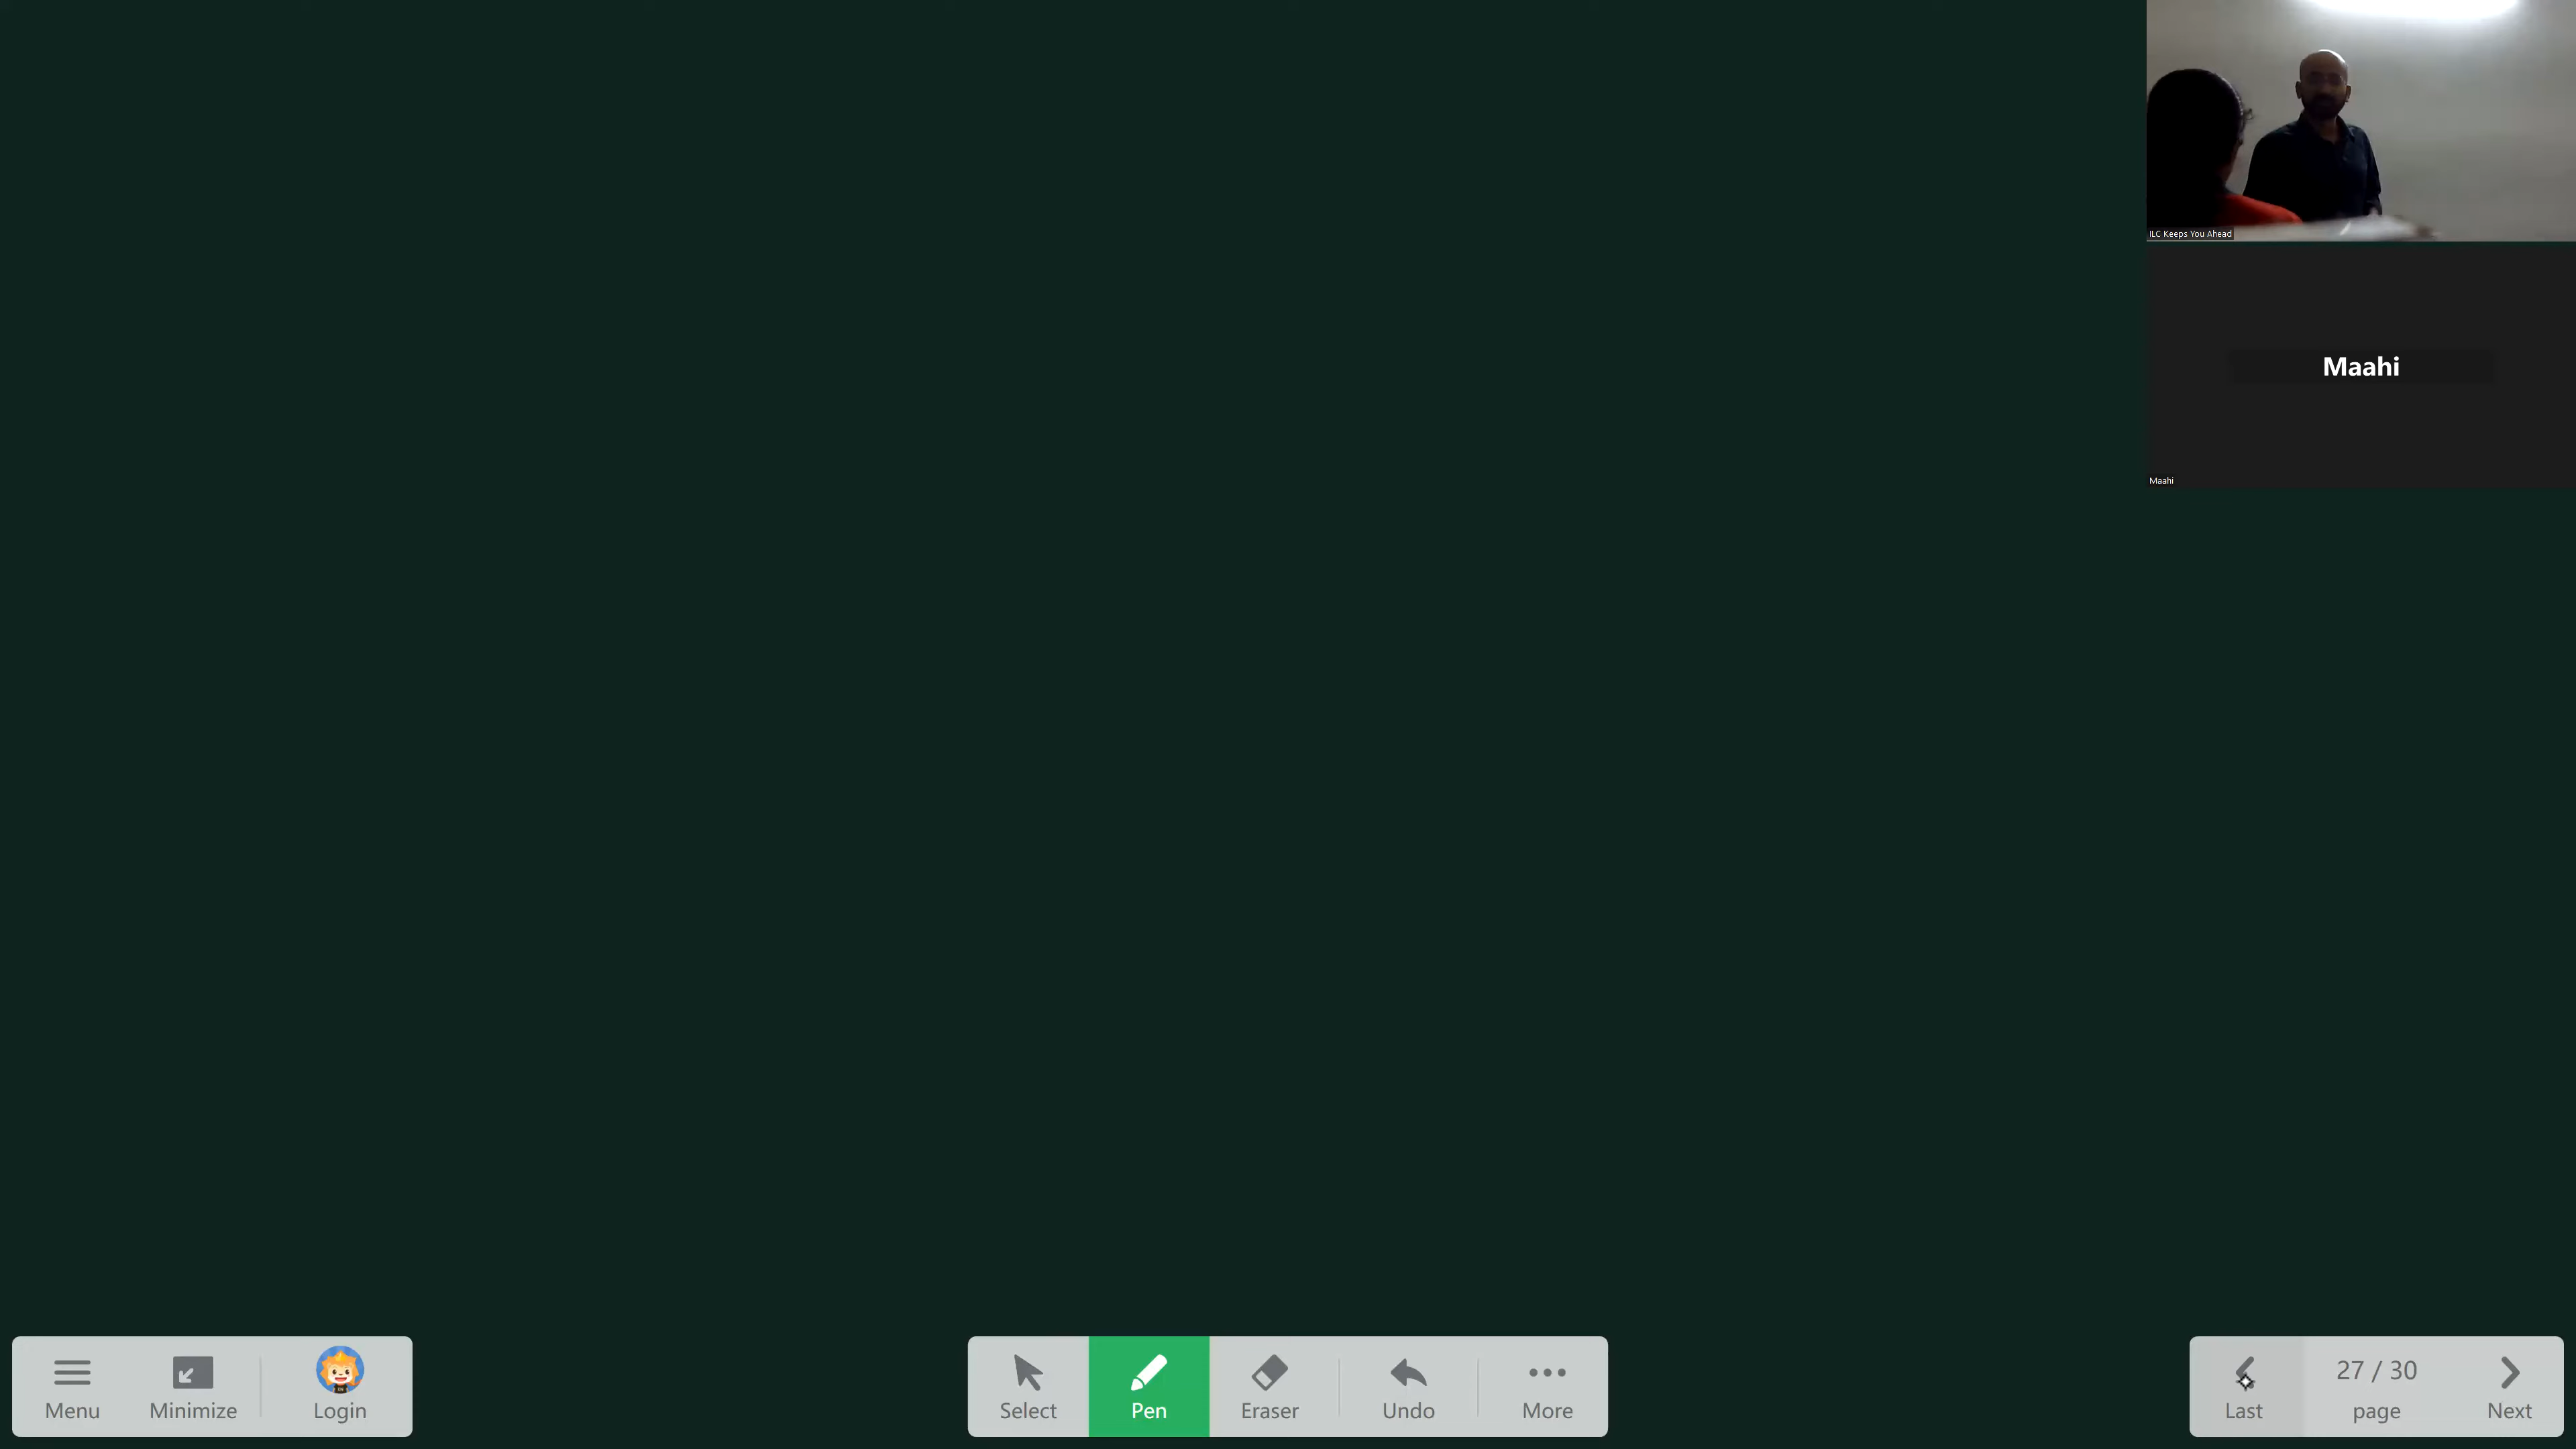 ILC Keeps You Ahead
Maahi
Maahi
Menu
Minimize
Login
Select
Pen
Eraser
Undo
More
Last
27 / 30
page
Next